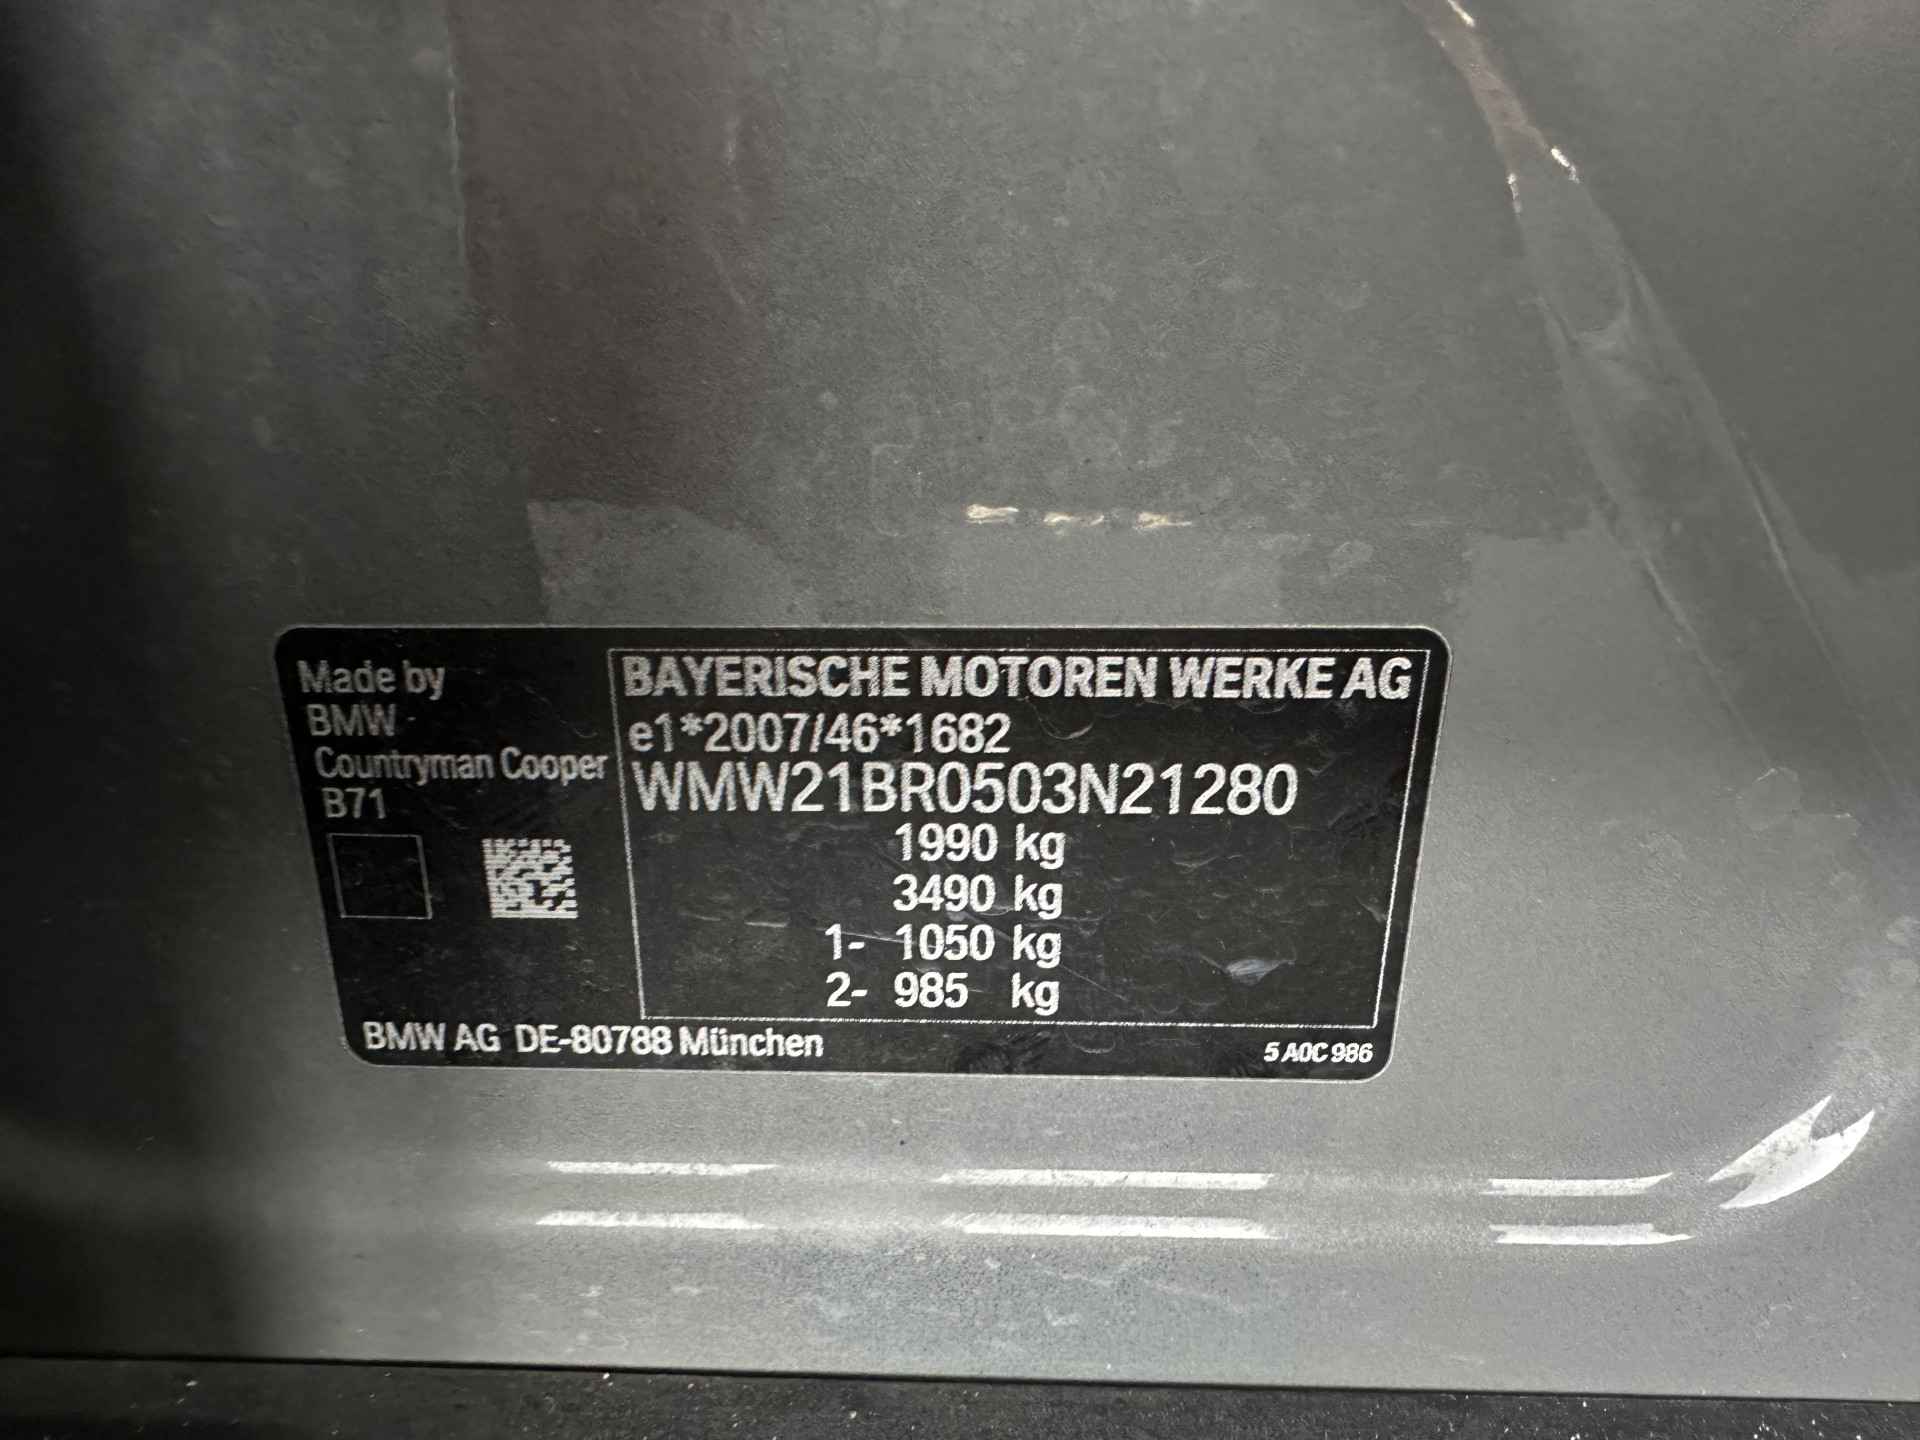 Made by
BMW
Countryman Cooper
B71
BAYERISCHE MOTOREN WERKE AG
e1*2007/46*1682
WMW21BR0503N21280
1990 kg
3490 kg
1- 1050 kg
2- 985 kg
BMW AG DE-80788 München
5 A0C 986